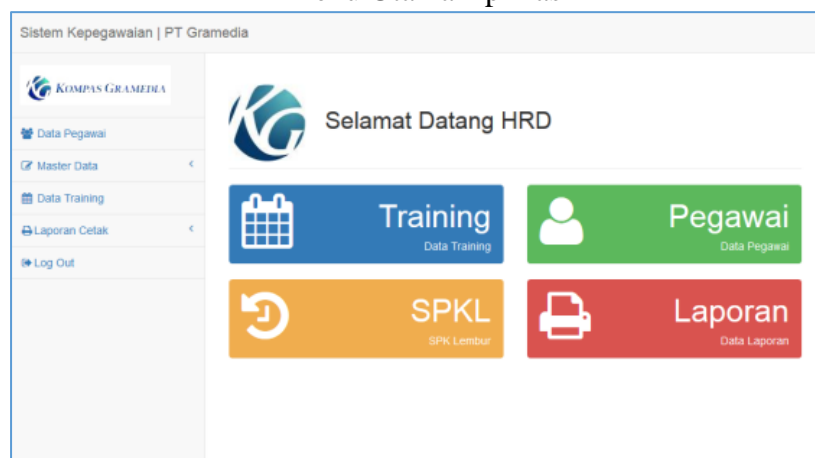 Sistem Kepegawaian | PT Gramedia
KOMPAS GRAMEDIA
Data Pegawai
Master Data
Data Training
Laporan Cetak
Log Out
KG
Selamat Datang HRD
Training
Data Training
Pegawai
Data Pegawai
SPKL
SPK Lembur
Laporan
Data Laporan